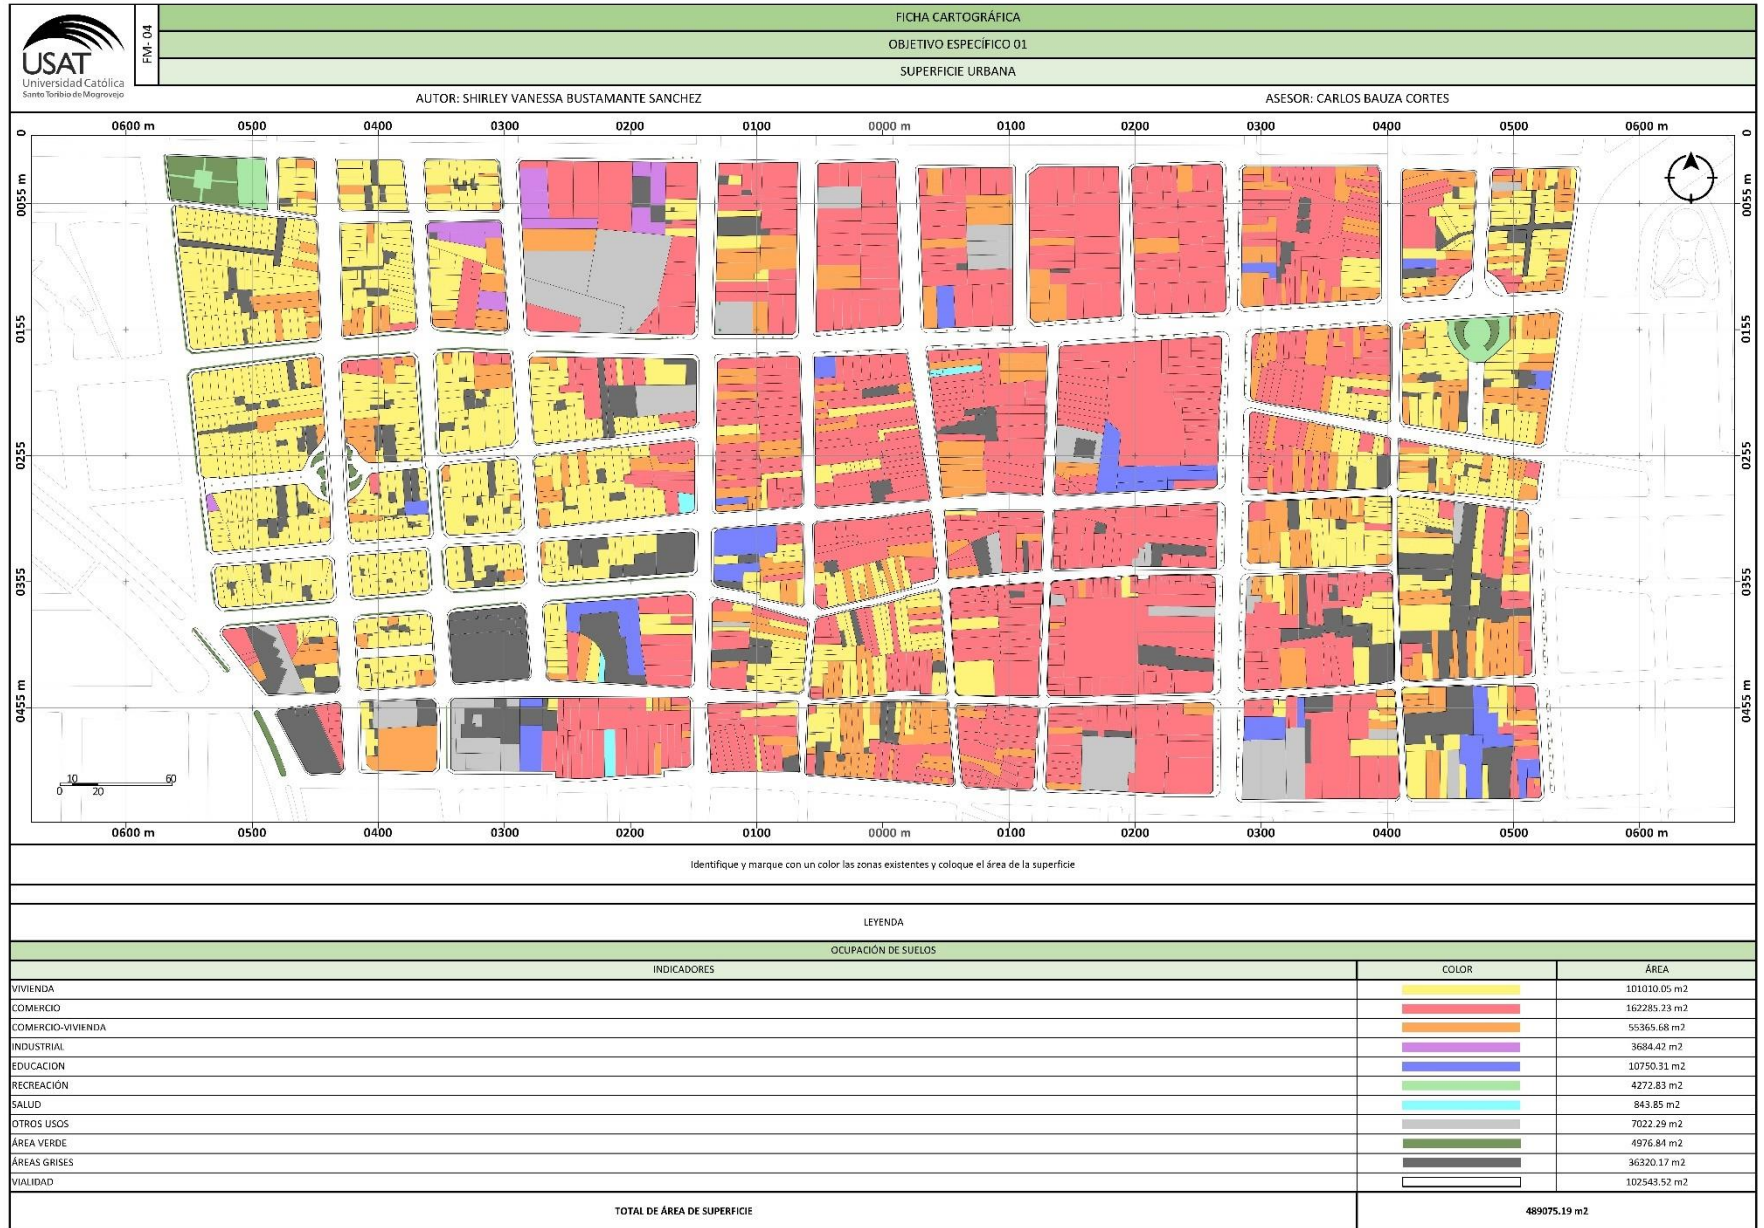 USAT
Universidad Católica
Santo Toribio de Mogrovejo
FM- 04
FICHA CARTOGRÁFICA
OBJETIVO ESPECÍFICO 01
SUPERFICIE URBANA
AUTOR: SHIRLEY VANESSA BUSTAMANTE SANCHEZ
ASESOR: CARLOS BAUZA CORTES
0 0600 m 0500 0400 0300 0200 0100 0000 m 0100 0200 0300 0400 0500 0600 m 0
0055 m 0055 m
0155 0155
0255 0255
0355 0355
0455 m 0455 m
10 60
0 20
0600 m 0500 0400 0300 0200 0100 0000 m 0100 0200 0300 0400 0500 0600 m
Identifique y marque con un color las zonas existentes y coloque el área de la superficie
LEYENDA
OCUPACIÓN DE SUELOS
INDICADORES COLOR ÁREA
VIVIENDA 101010.05 m2
COMERCIO 162285.23 m2
COMERCIO-VIVIENDA 55365.68 m2
INDUSTRIAL 3684.42 m2
EDUCACION 10750.31 m2
RECREACIÓN 4272.83 m2
SALUD 843.85 m2
OTROS USOS 7022.29 m2
ÁREA VERDE 4976.84 m2
ÁREAS GRISES 36320.17 m2
VIALIDAD 102543.52 m2
TOTAL DE ÁREA DE SUPERFICIE 489075.19 m2